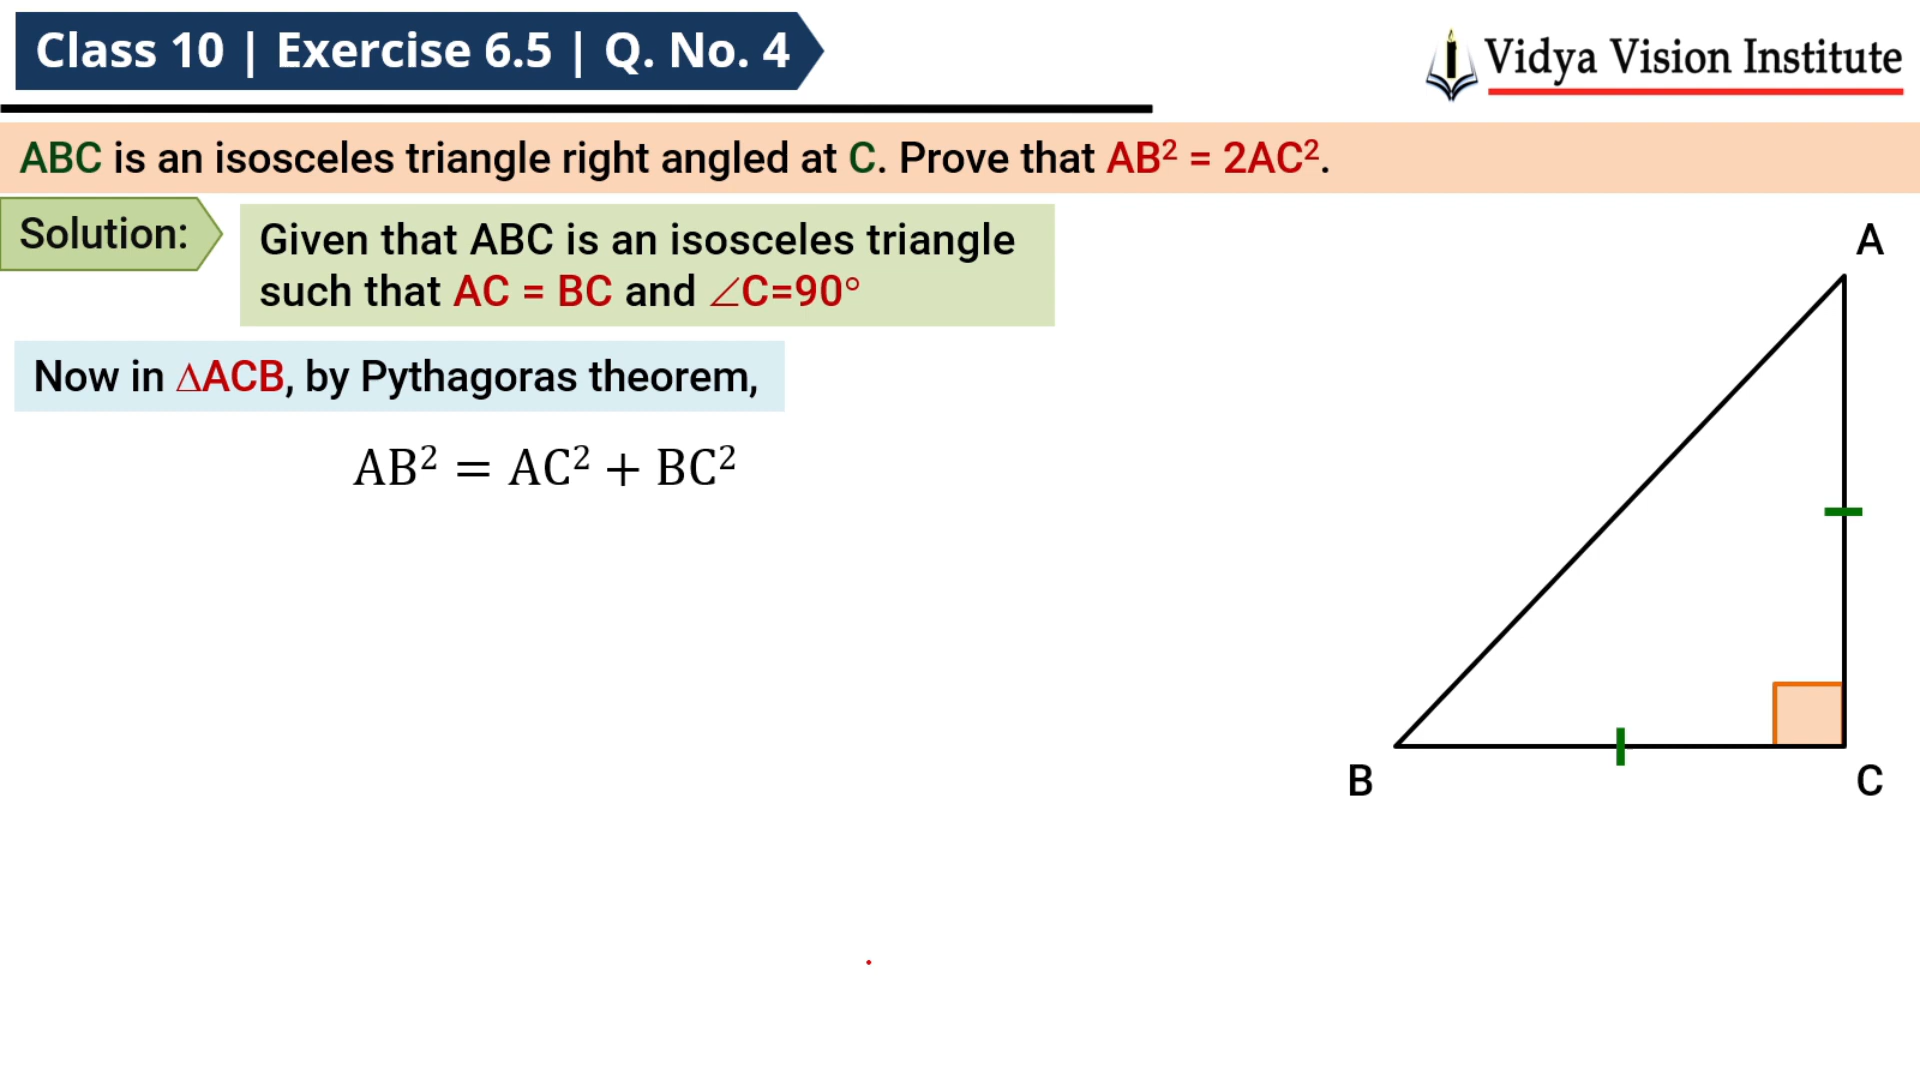 Class 10 | Exercise 6.5 | Q. No. 4
Vidya Vision Institute
ABC is an isosceles triangle right angled at C. Prove that AB² = 2AC².
Solution:
Given that ABC is an isosceles triangle
such that AC = BC and ∠C=90°
Now in ΔACB, by Pythagoras theorem,
AB² = AC² + BC²
A
B
C